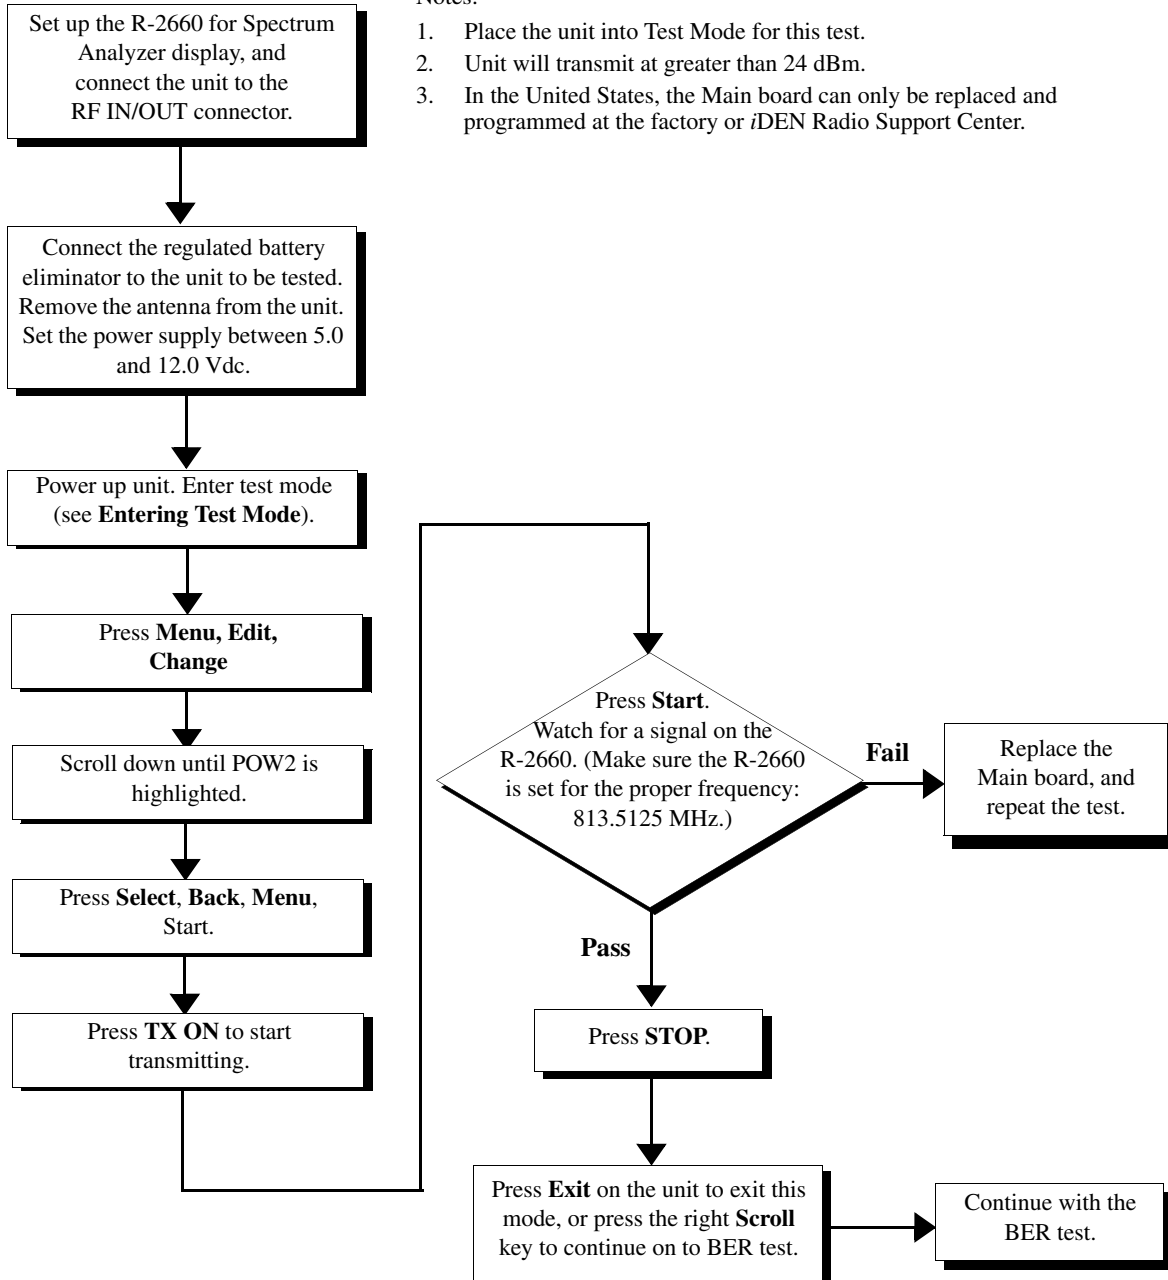 Set up the R-2660 for Spectrum
Analyzer display, and
connect the unit to the
RF IN/OUT connector.
Notes:
1. Place the unit into Test Mode for this test.
2. Unit will transmit at greater than 24 dBm.
3. In the United States, the Main board can only be replaced and
programmed at the factory or iDEN Radio Support Center.
Connect the regulated battery
eliminator to the unit to be tested.
Remove the antenna from the unit.
Set the power supply between 5.0
and 12.0 Vdc.
Power up unit. Enter test mode
(see Entering Test Mode).
Press Menu, Edit,
Change
Scroll down until POW2 is
highlighted.
Press Select, Back, Menu,
Start.
Press TX ON to start
transmitting.
Press Start.
Watch for a signal on the
R-2660. (Make sure the R-2660
is set for the proper frequency:
813.5125 MHz.)
Fail
Replace the
Main board, and
repeat the test.
Pass
Press STOP.
Press Exit on the unit to exit this
mode, or press the right Scroll
key to continue on to BER test.
Continue with the
BER test.